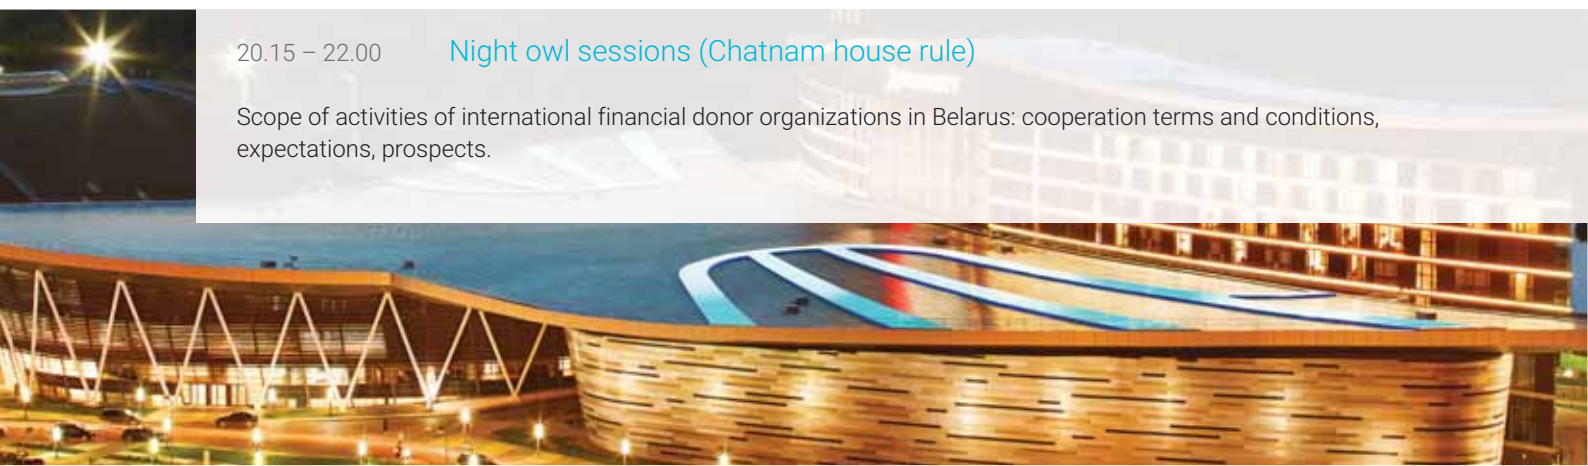 20.15 – 22.00 Night owl sessions (Chatnam house rule)
Scope of activities of international financial donor organizations in Belarus: cooperation terms and conditions,
expectations, prospects.